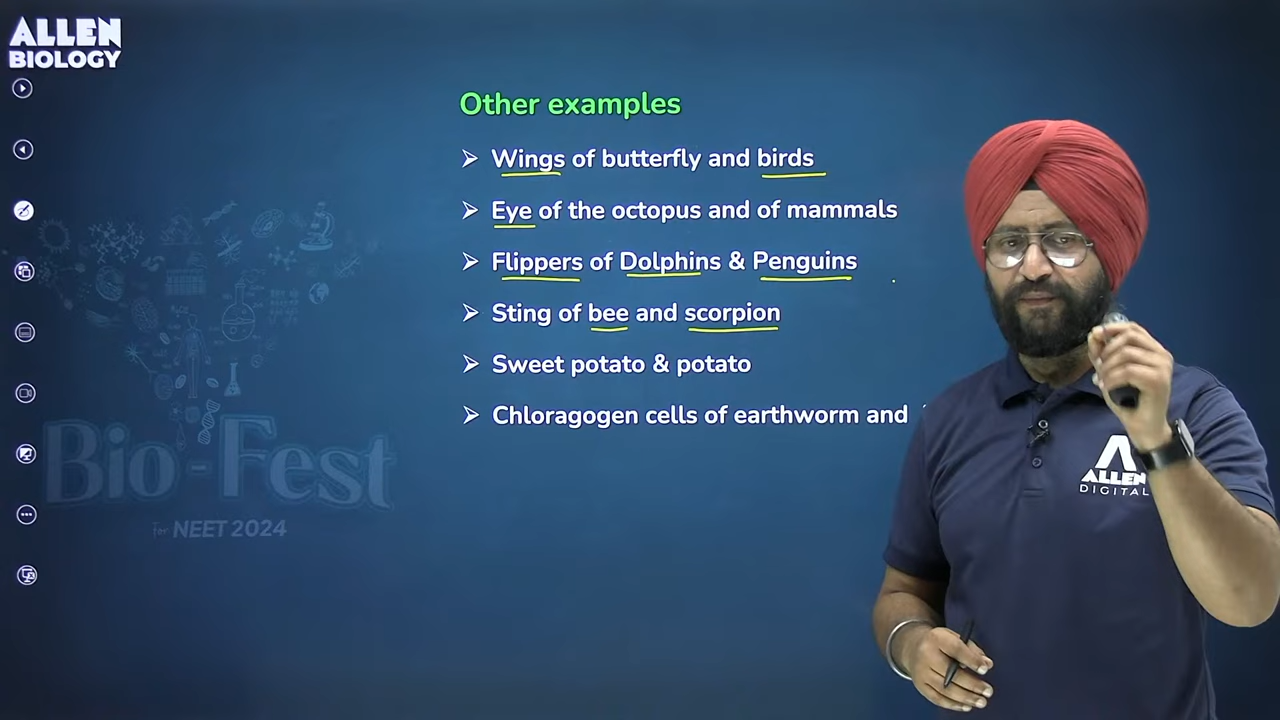 ALLEN
BIOLOGY
Other examples
➢ Wings of butterfly and birds
➢ Eye of the octopus and of mammals
➢ Flippers of Dolphins & Penguins
➢ Sting of bee and scorpion
➢ Sweet potato & potato
➢ Chloragogen cells of earthworm and
Bio-Fest
for NEET 2024
ALLEN
DIGITAL